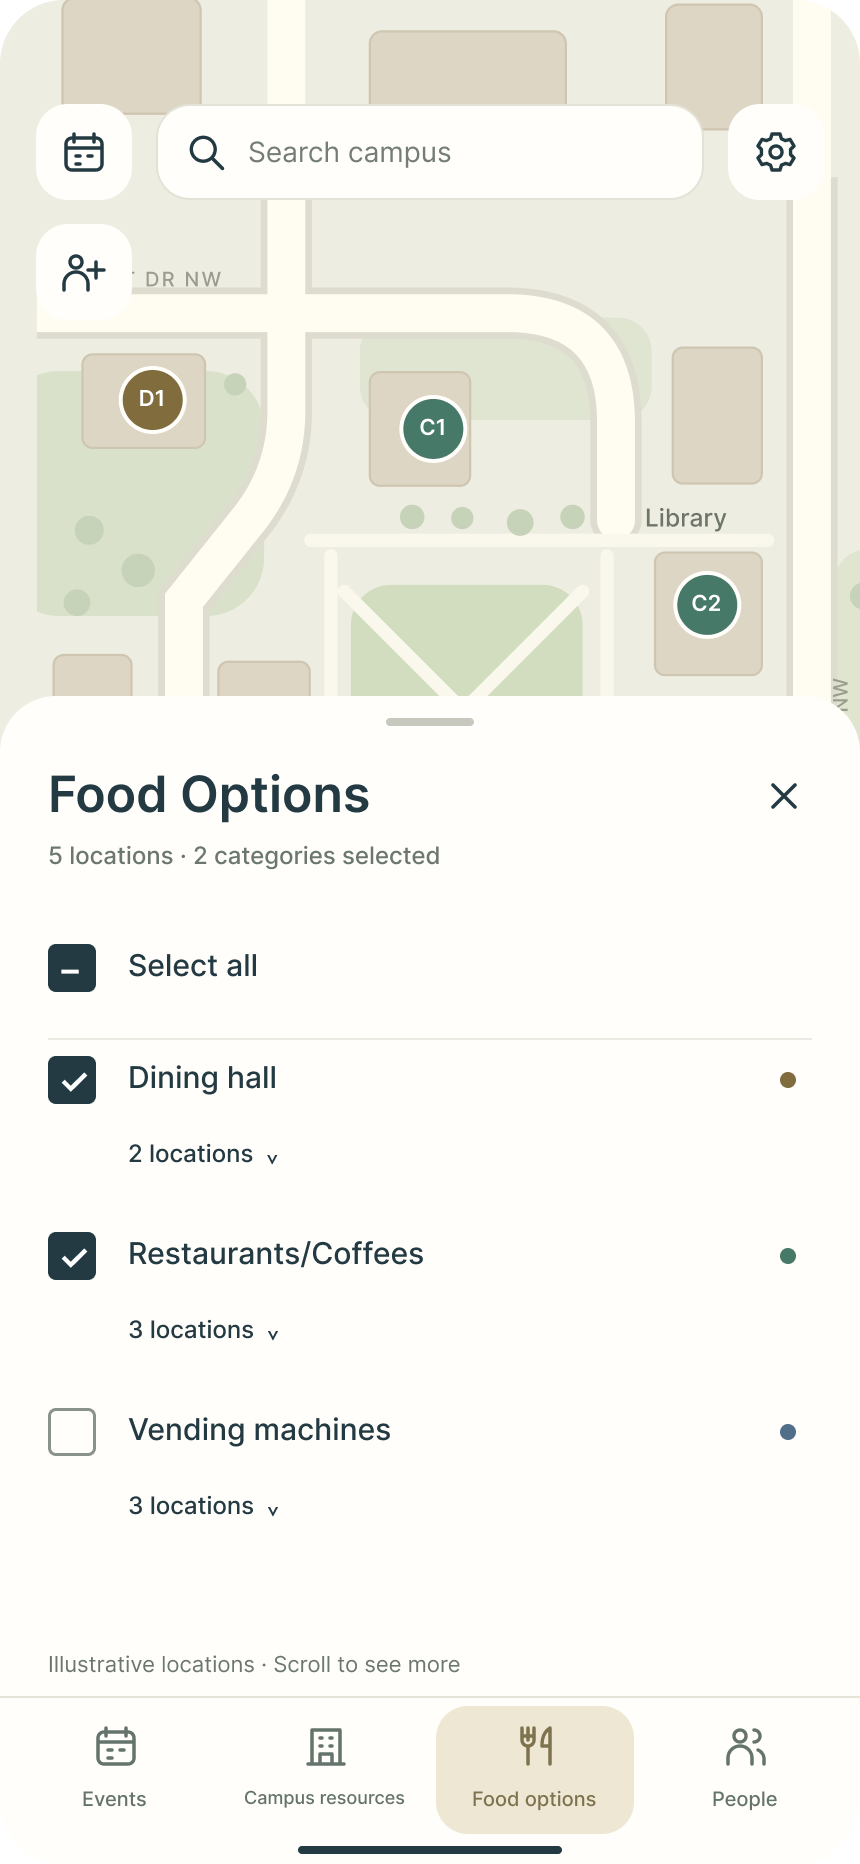 Search campus
DR NW
D1
C1
Library
C2
NW
Food Options
5 locations · 2 categories selected
Select all
Dining hall
2 locations
Restaurants/Coffees
3 locations
Vending machines
3 locations
Illustrative locations · Scroll to see more
Events
Campus resources
Food options
People